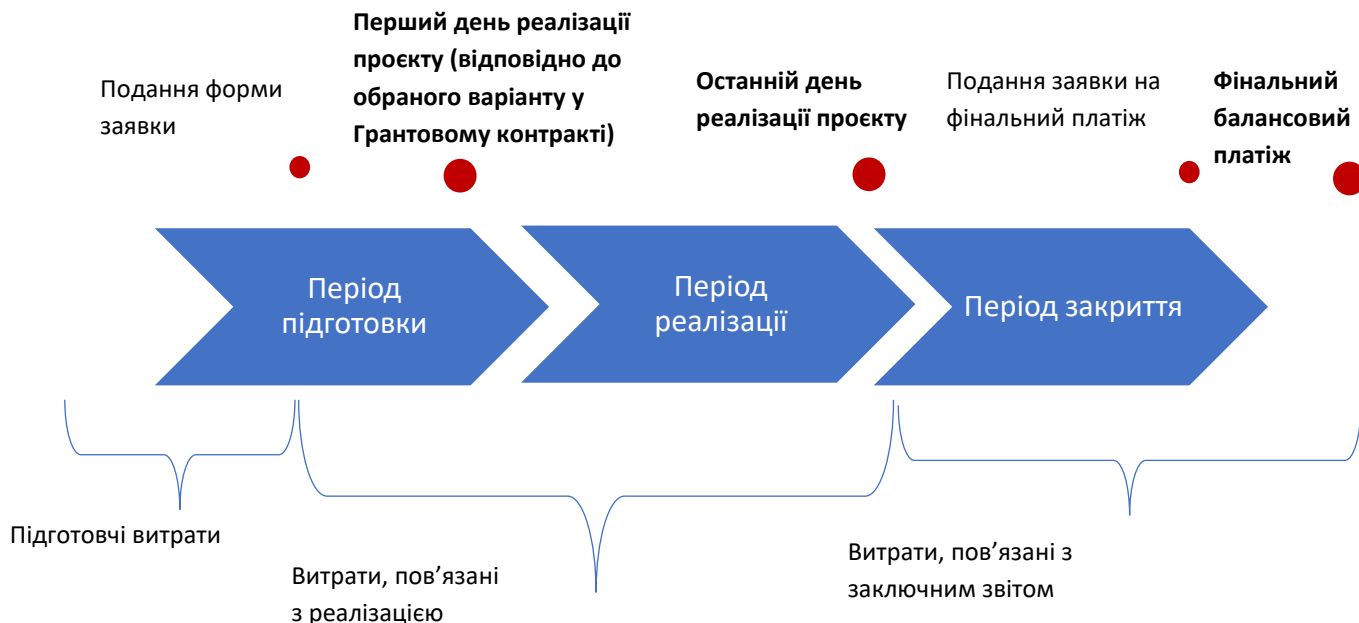 Подання форми
заявки
Перший день реалізації
проєкту (відповідно до
обраного варіанту у
Грантовому контракті)
Останній день
реалізації проєкту
Подання заявки на
фінальний платіж
Фінальний
балансовий
платіж
Період
підготовки
Період
реалізації
Період закриття
Підготовчі витрати
Витрати, пов’язані
з реалізацією
Витрати, пов’язані з
заключним звітом